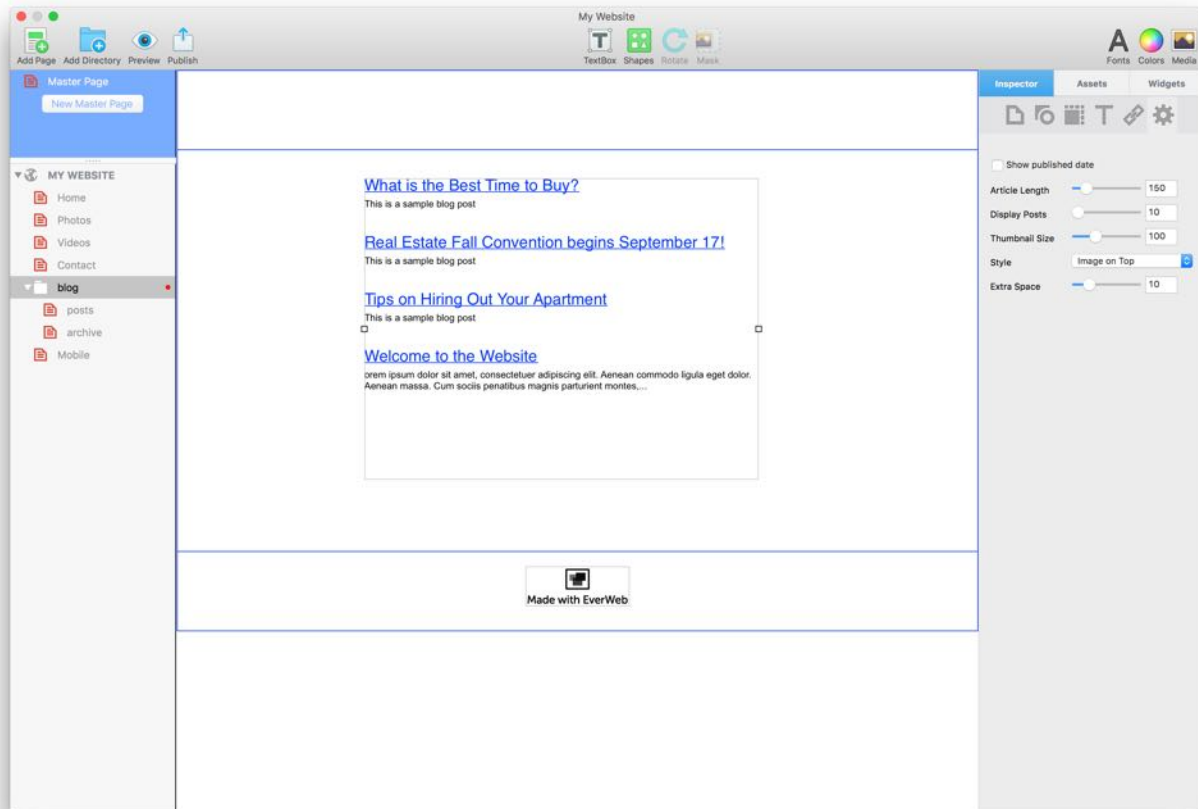 My Website
Add Page Add Directory Preview Publish
TextBox Shapes Rotate Mask
Fonts Colors Media
Master Page
New Master Page
MY WEBSITE
Home
Photos
Videos
Contact
blog
posts
archive
Mobile
What is the Best Time to Buy?
This is a sample blog post
Real Estate Fall Convention begins September 17!
This is a sample blog post
Tips on Hiring Out Your Apartment
This is a sample blog post
Welcome to the Website
orem ipsum dolor sit amet, consectetuer adipiscing elit. Aenean commodo ligula eget dolor.
Aenean massa. Cum sociis penatibus magnis parturient montes,...
Made with EverWeb
Inspector Assets Widgets
Show published date
Article Length 150
Display Posts 10
Thumbnail Size 100
Style Image on Top
Extra Space 10